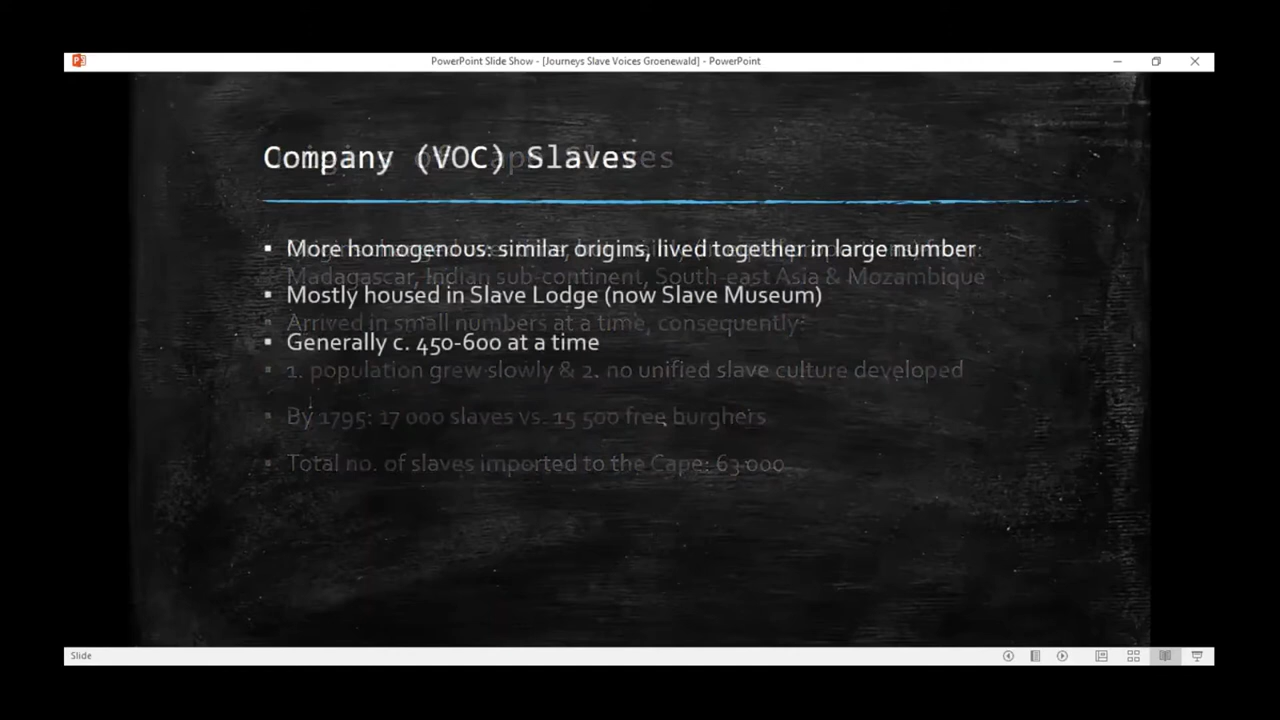 PowerPoint Slide Show - [Journeys Slave Voices Groenewald] - PowerPoint
Company (VOC) Slaves
▪ More homogenous: similar origins, lived together in large number
Madagascar, Indian sub-continent, South-east Asia & Mozambique
▪ Mostly housed in Slave Lodge (now Slave Museum)
▪ Arrived in small numbers at a time, consequently:
▪ Generally c. 450-600 at a time
▪ 1. population grew slowly & 2. no unified slave culture developed
▪ By 1795: 17 000 slaves vs. 15 500 free burghers
▪ Total no. of slaves imported to the Cape: 63 000
Slide